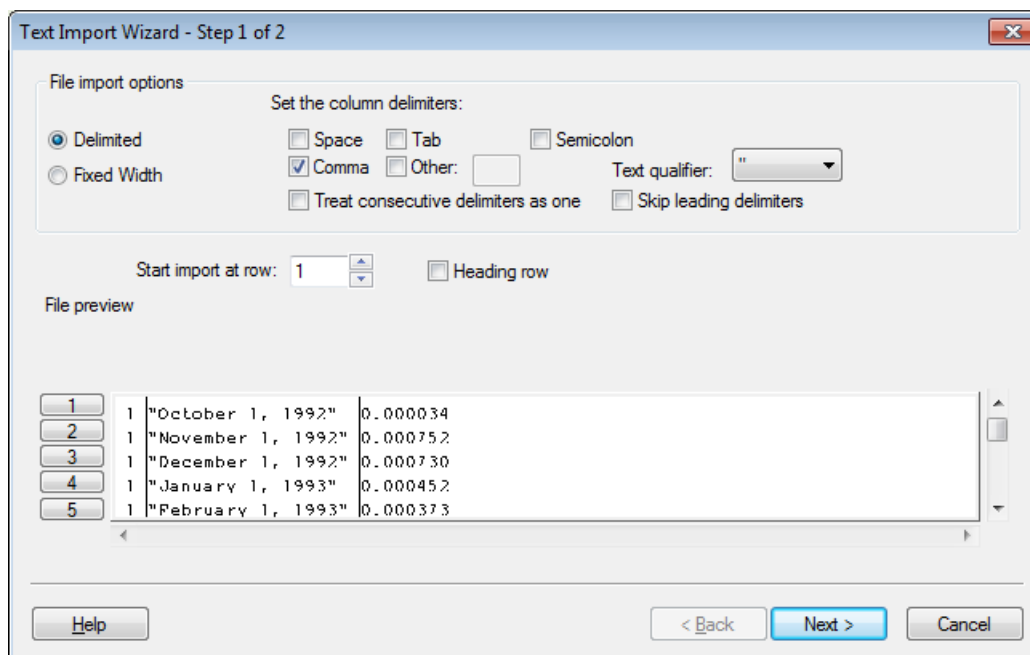 Text Import Wizard - Step 1 of 2
File import options
Set the column delimiters:
Delimited
Space Tab Semicolon
Fixed Width
Comma Other: Text qualifier: "
Treat consecutive delimiters as one Skip leading delimiters
Start import at row: 1 Heading row
File preview
1 1 "October 1, 1992" 0.000034
2 1 "November 1, 1992" 0.000752
3 1 "December 1, 1992" 0.000730
4 1 "January 1, 1993" 0.000452
5 1 "February 1, 1993" 0.000373
Help < Back Next > Cancel